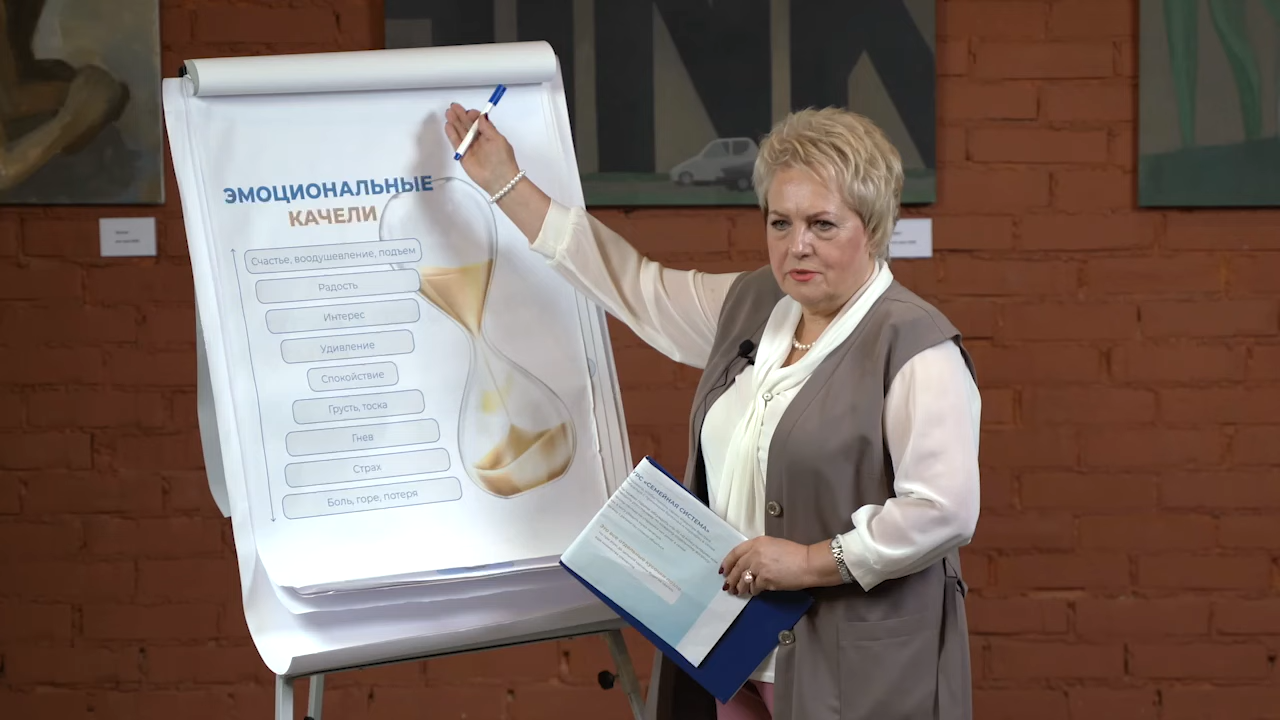 ЭМОЦИОНАЛЬНЫЕ
КАЧЕЛИ
Счастье, воодушевление, подъем
Радость
Интерес
Удивление
Спокойствие
Грусть, тоска
Гнев
Страх
Боль, горе, потеря
«СЕМЕЙНАЯ СИСТЕМА»